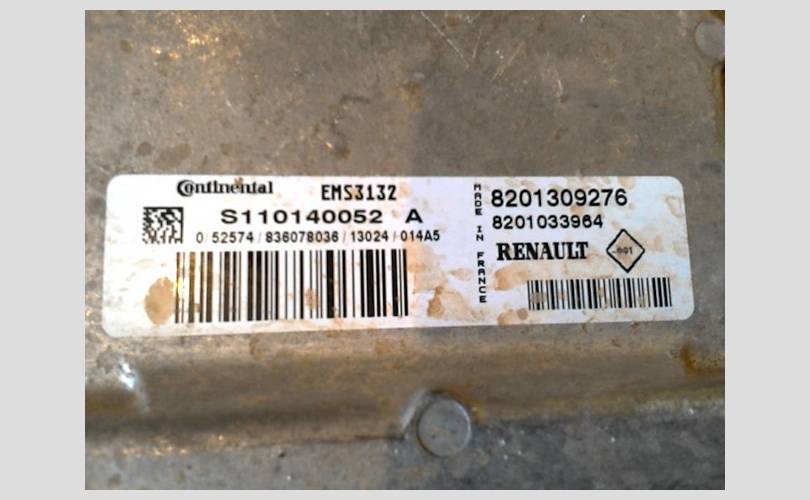 Continental EMS3132
S110140052 A
0/52574/836078036/13024/014A5
MADE IN FRANCE
8201309276
8201033964
RENAULT